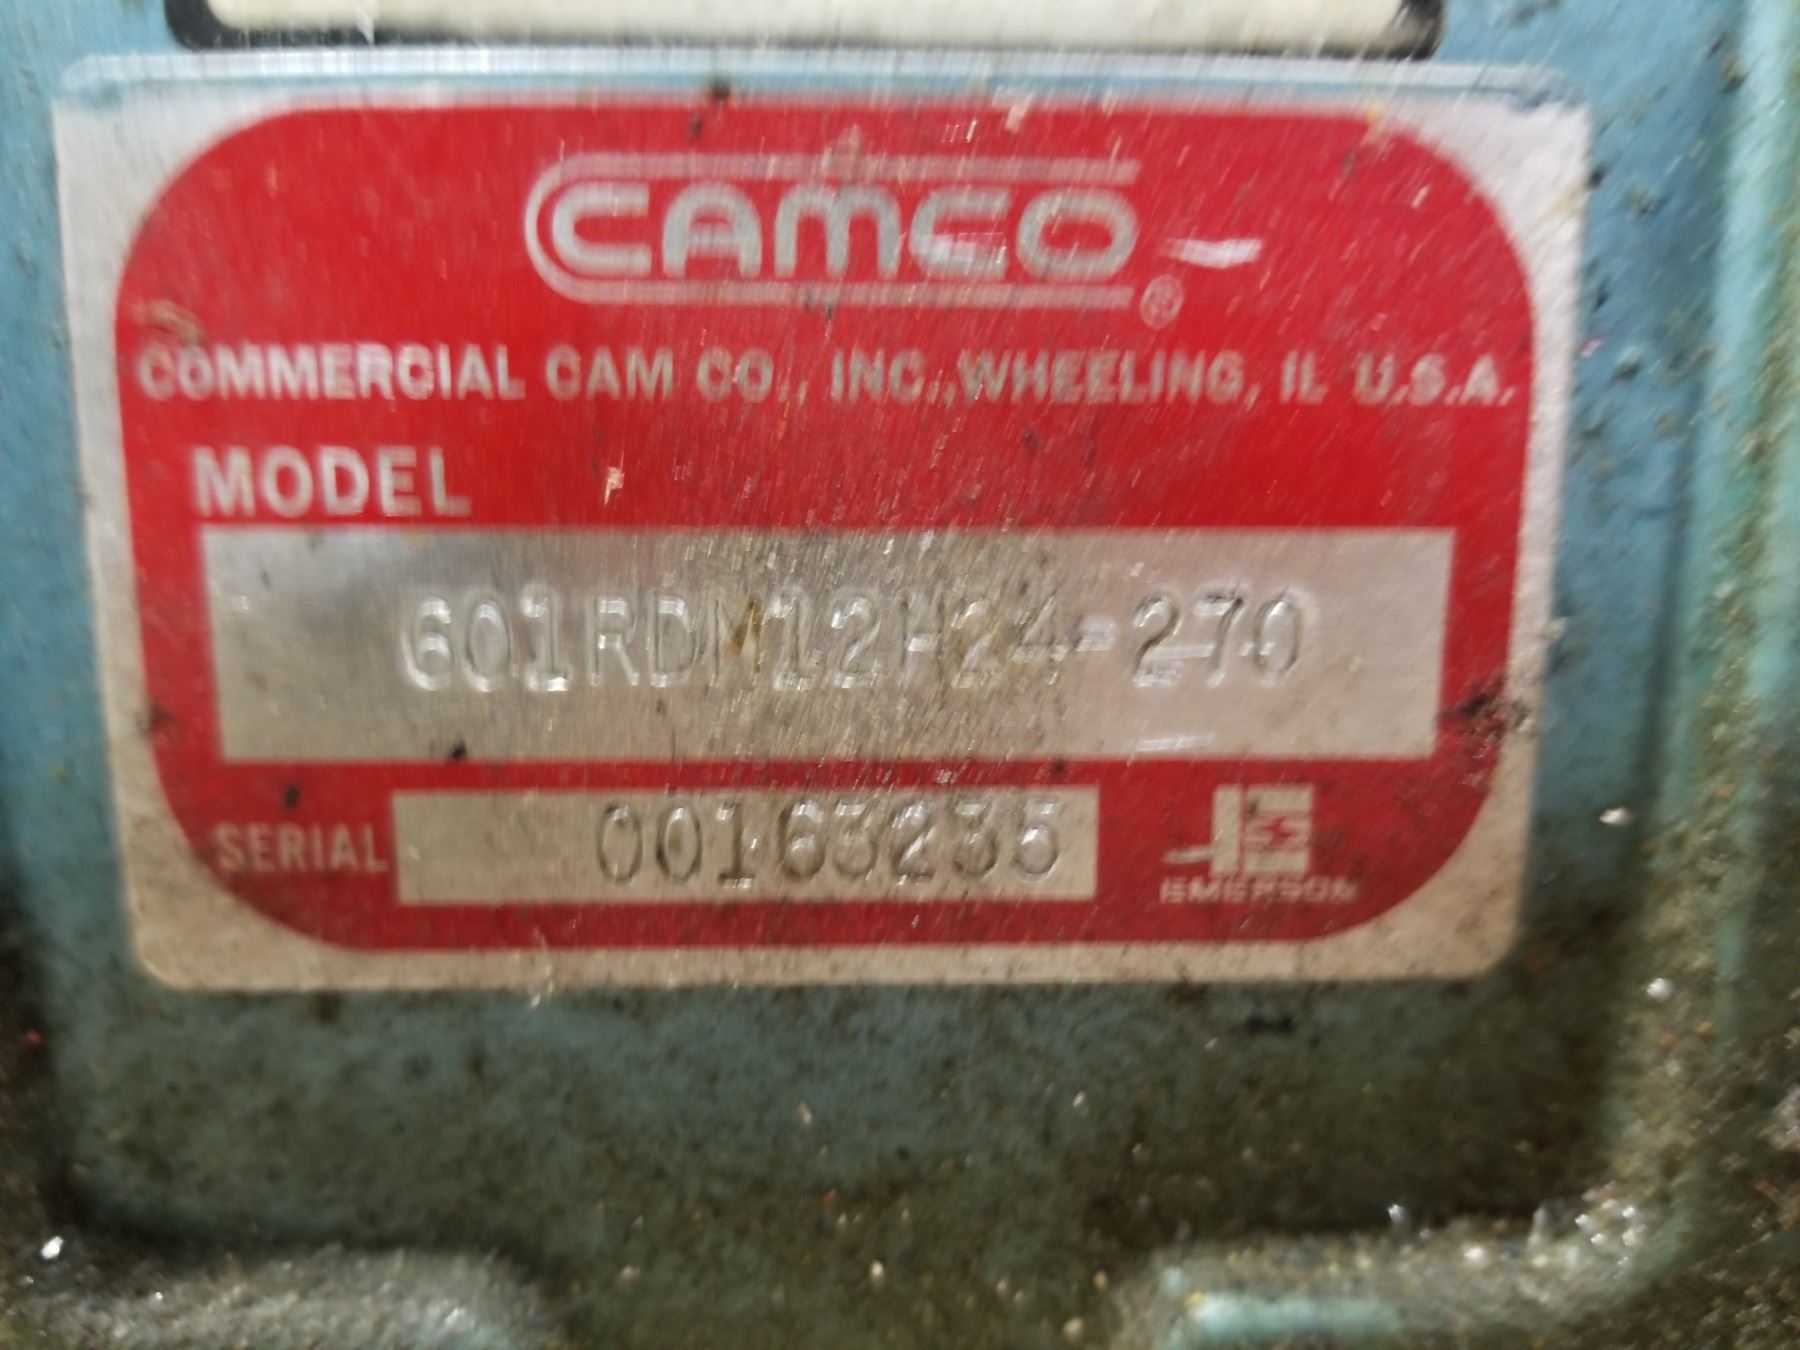 CAMCO®
COMMERCIAL CAM CO., INC., WHEELING, IL U.S.A.
MODEL
601RDM12H24-270
SERIAL 00163235
EMERSON